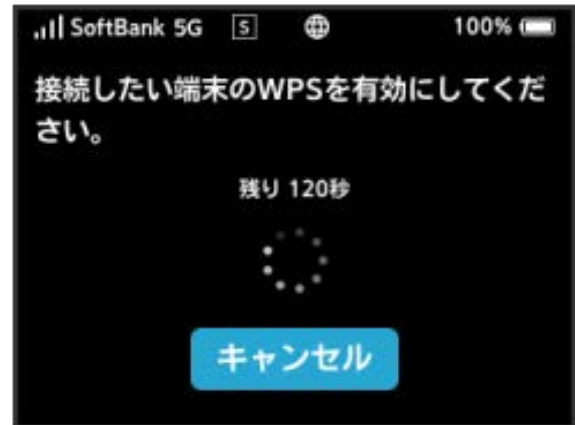 SoftBank 5G S 100%
接続したい端末のWPSを有効にしてくだ
さい。
残り 120秒
キャンセル